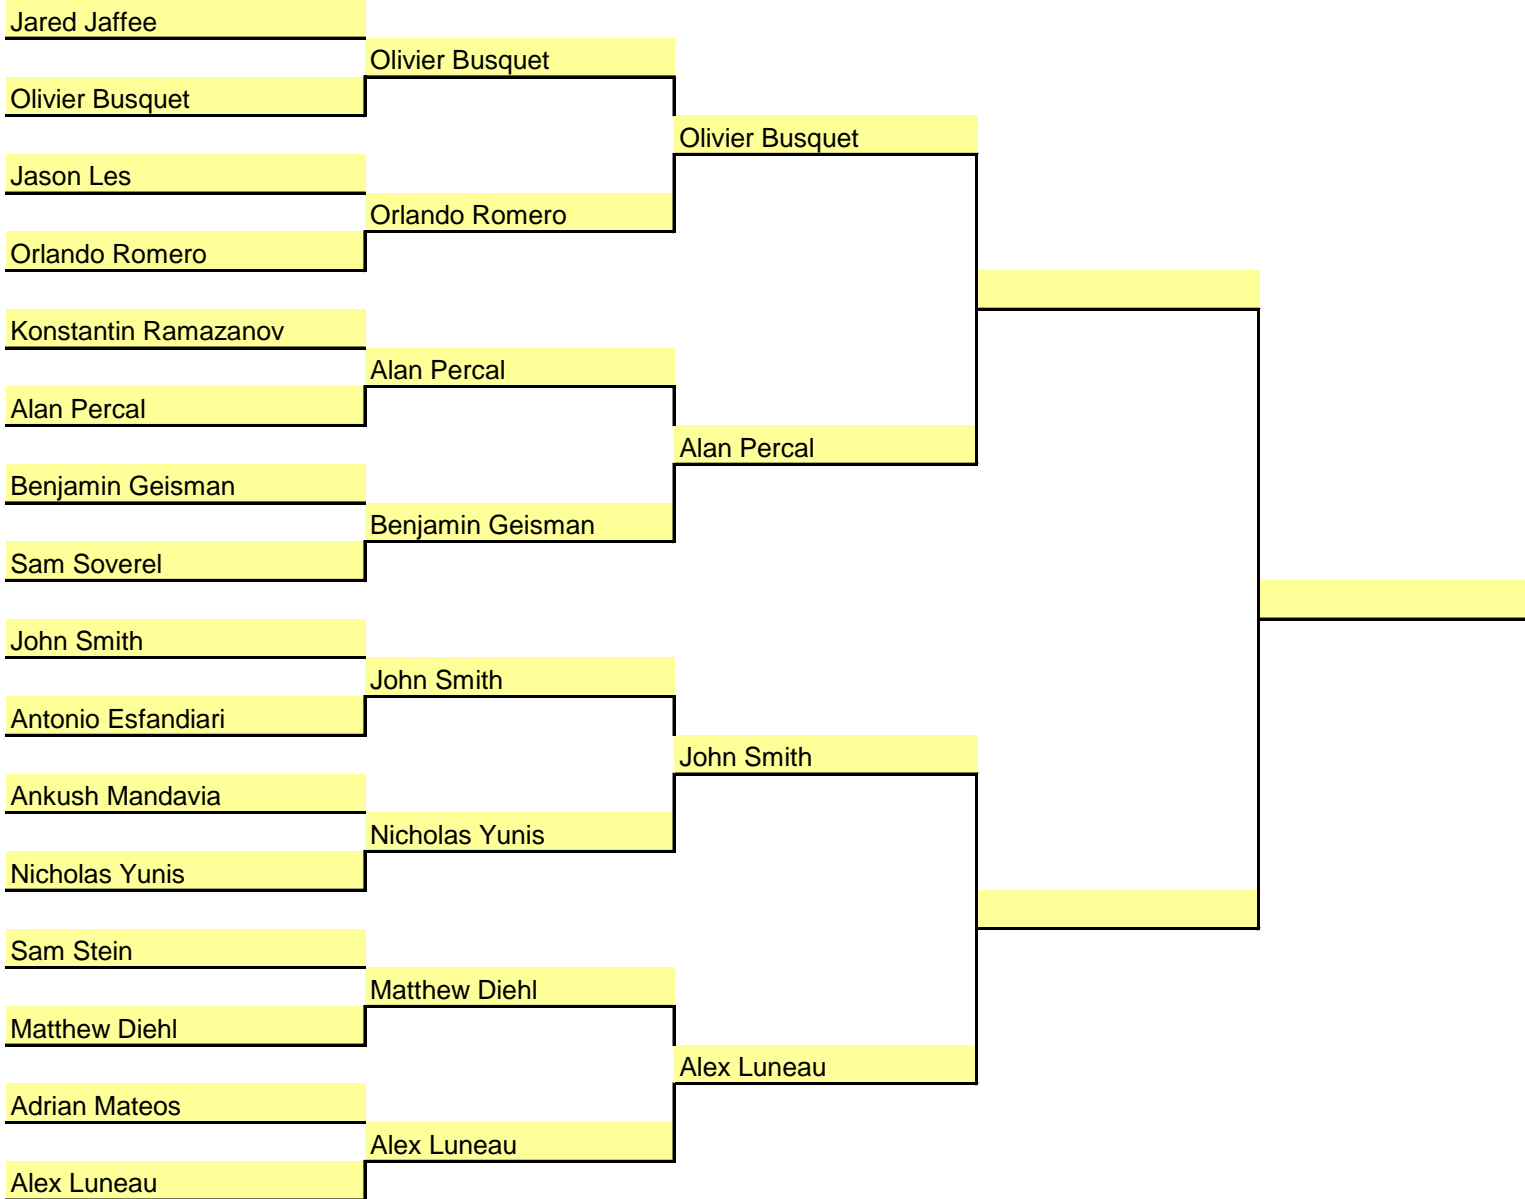 Jared Jaffee
Olivier Busquet
Olivier Busquet
Olivier Busquet
Jason Les
Orlando Romero
Orlando Romero
Konstantin Ramazanov
Alan Percal
Alan Percal
Alan Percal
Benjamin Geisman
Benjamin Geisman
Sam Soverel
John Smith
John Smith
Antonio Esfandiari
John Smith
Ankush Mandavia
Nicholas Yunis
Nicholas Yunis
Sam Stein
Matthew Diehl
Matthew Diehl
Alex Luneau
Adrian Mateos
Alex Luneau
Alex Luneau